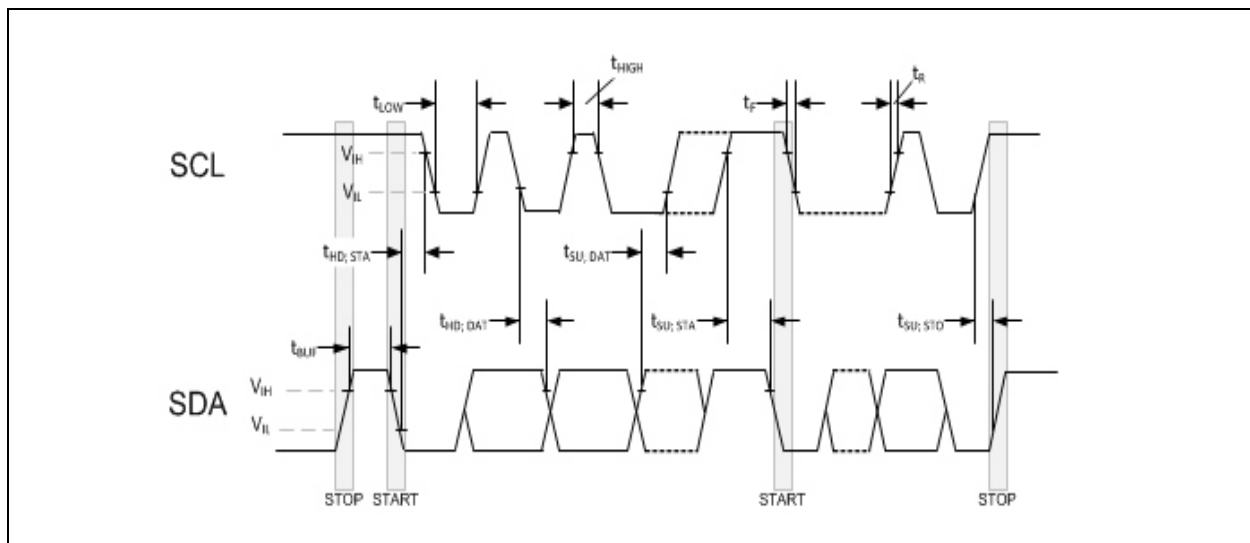 tHIGH
tR
tLOW
tF
SCL
VIH
VIL
tHD; STA
tSU; DAT
tHD; DAT
tSU; STA
tSU; STO
tBUF
VIH
SDA
VIL
STOP START START STOP